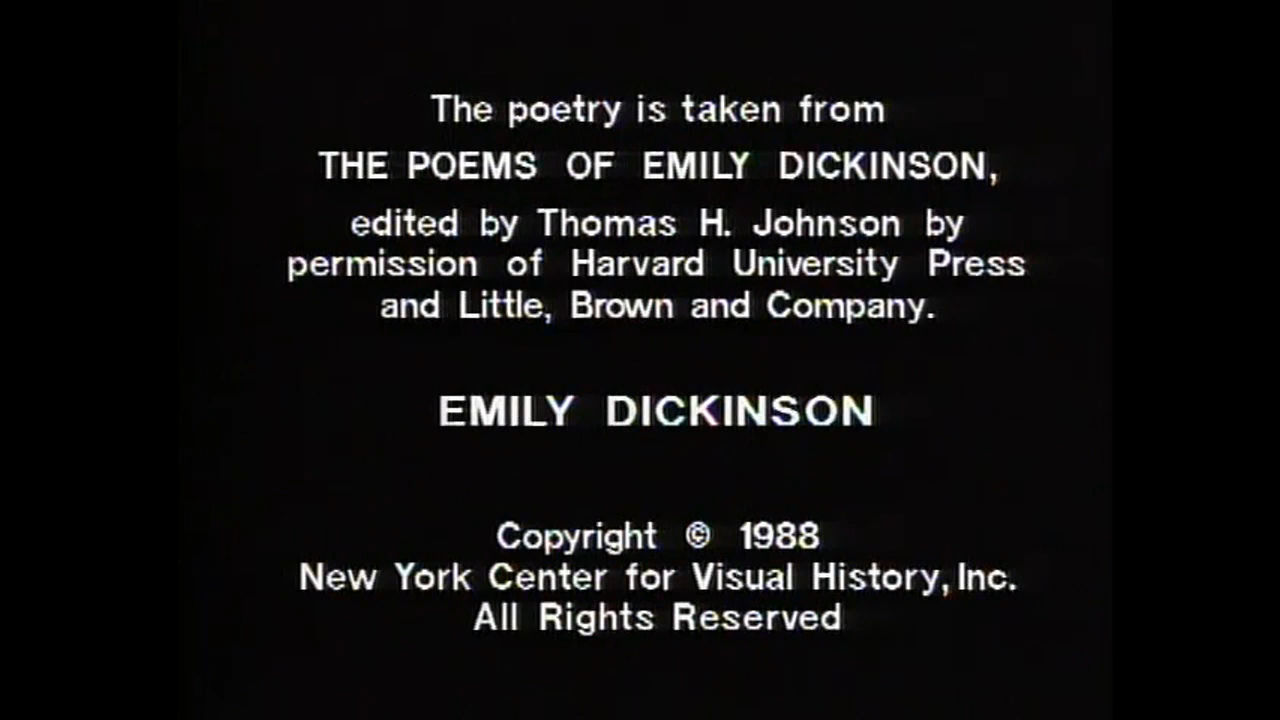 The poetry is taken from
THE POEMS OF EMILY DICKINSON,
edited by Thomas H. Johnson by
permission of Harvard University Press
and Little, Brown and Company.
EMILY DICKINSON
Copyright © 1988
New York Center for Visual History, Inc.
All Rights Reserved